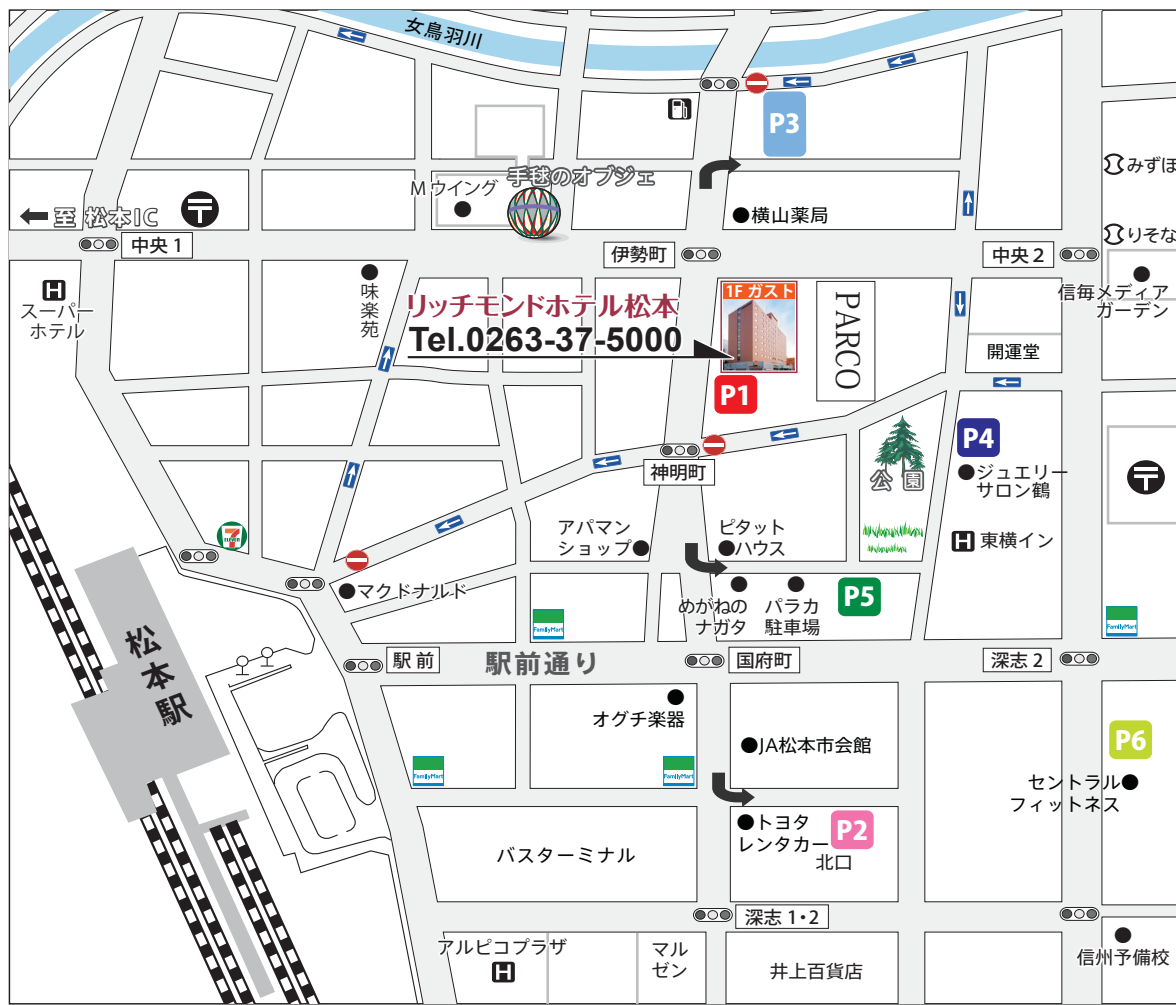 女鳥羽川
P3
手毬のオブジェ
M ウイング
横山薬局
みずほ
りそな
至 松本IC
〒
中央 1
伊勢町
中央 2
H
スーパー
ホテル
味楽苑
リッチモンドホテル松本
Tel.0263-37-5000
1F ガスト
PARCO
信毎メディア
ガーデン
開運堂
P1
P4
神明町
公園
ジュエリー
サロン鶴
〒
7
ELEVEN
アパマン
ショップ
ピタット
ハウス
H 東横イン
マクドナルド
めがねの
ナガタ
パラカ
駐車場
P5
FamilyMart
FamilyMart
松本駅
駅 前
駅前通り
国府町
深志 2
オグチ楽器
JA松本市会館
P6
FamilyMart
FamilyMart
セントラル
フィットネス
トヨタ
レンタカー
P2
北口
バスターミナル
深志 1・2
アルピコプラザ
H
マル
ゼン
井上百貨店
信州予備校